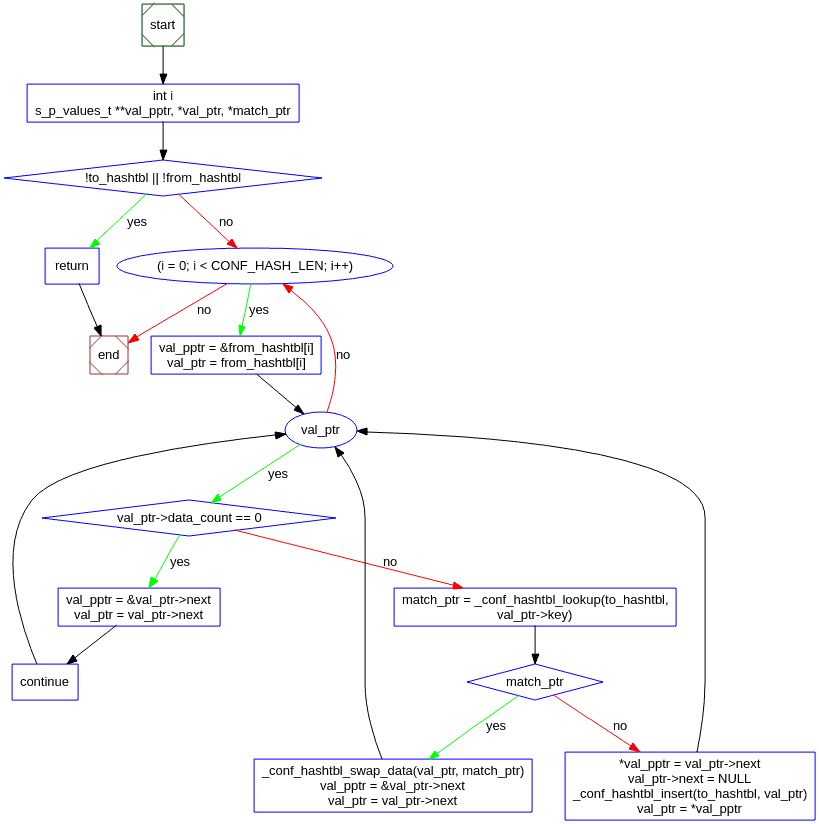 start
int i
s_p_values_t **val_pptr, *val_ptr, *match_ptr
!to_hashtbl || !from_hashtbl
yes
no
return
(i = 0; i < CONF_HASH_LEN; i++)
no
yes
end
val_pptr = &from_hashtbl[i]
val_ptr = from_hashtbl[i]
no
val_ptr
yes
val_ptr->data_count == 0
yes
no
val_pptr = &val_ptr->next
val_ptr = val_ptr->next
match_ptr = _conf_hashtbl_lookup(to_hashtbl,
val_ptr->key)
continue
match_ptr
yes
no
_conf_hashtbl_swap_data(val_ptr, match_ptr)
val_pptr = &val_ptr->next
val_ptr = val_ptr->next
*val_pptr = val_ptr->next
val_ptr->next = NULL
_conf_hashtbl_insert(to_hashtbl, val_ptr)
val_ptr = *val_pptr